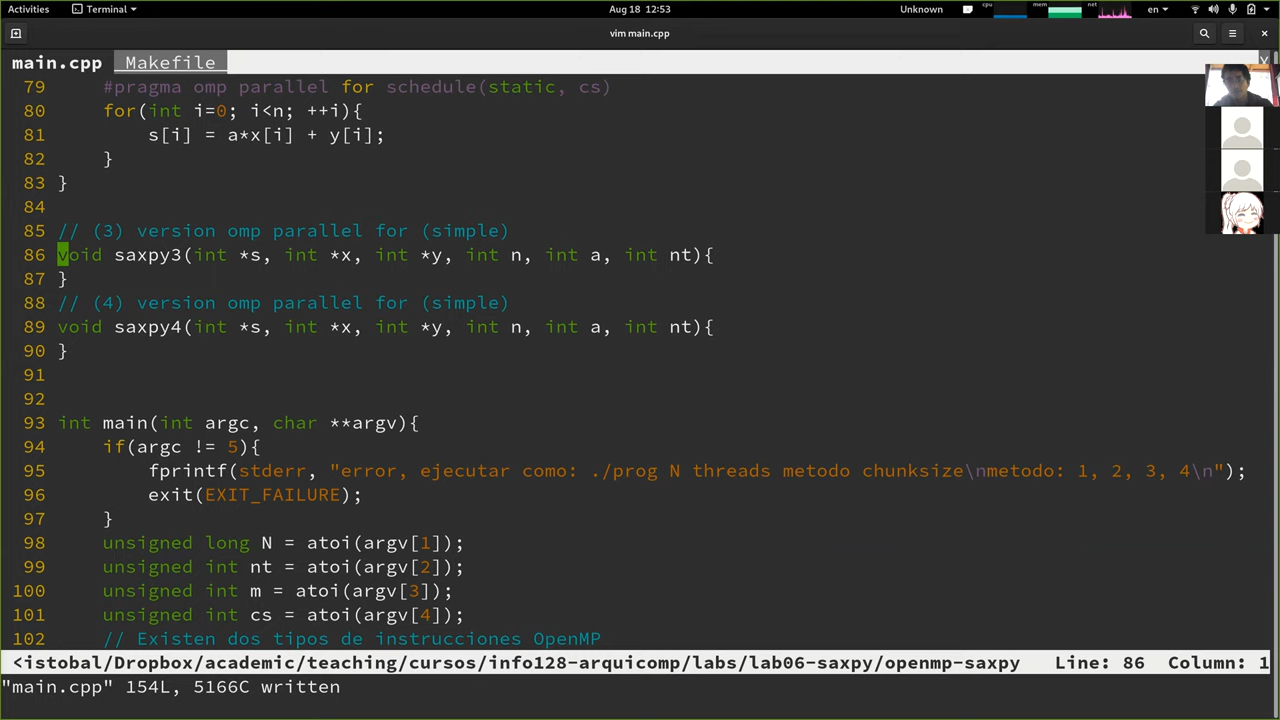 Activities Terminal Aug 18 12:53 Unknown cpu mem net en
vim main.cpp
main.cpp Makefile X
79 #pragma omp parallel for schedule(static, cs)
80 for(int i=0; i<n; ++i){
81 s[i] = a*x[i] + y[i];
82 }
83 }
84
85 // (3) version omp parallel for (simple)
86 void saxpy3(int *s, int *x, int *y, int n, int a, int nt){
87 }
88 // (4) version omp parallel for (simple)
89 void saxpy4(int *s, int *x, int *y, int n, int a, int nt){
90 }
91
92
93 int main(int argc, char **argv){
94 if(argc != 5){
95 fprintf(stderr, "error, ejecutar como: ./prog N threads metodo chunksize\nmetodo: 1, 2, 3, 4\n");
96 exit(EXIT_FAILURE);
97 }
98 unsigned long N = atoi(argv[1]);
99 unsigned int nt = atoi(argv[2]);
100 unsigned int m = atoi(argv[3]);
101 unsigned int cs = atoi(argv[4]);
102 // Existen dos tipos de instrucciones OpenMP
<istobal/Dropbox/academic/teaching/cursos/info128-arquicomp/labs/lab06-saxpy/openmp-saxpy Line: 86 Column: 1
"main.cpp" 154L, 5166C written